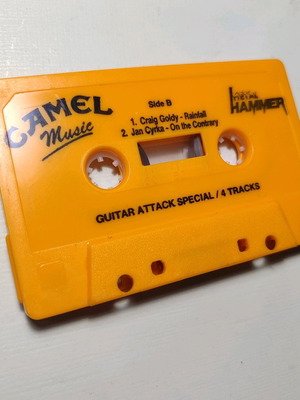 CAMEL
Music
Side B
METAL
HAMMER
1. Craig Goldy - Rainfall
2. Jan Cyrka - On the Contrary
GUITAR ATTACK SPECIAL / 4 TRACKS